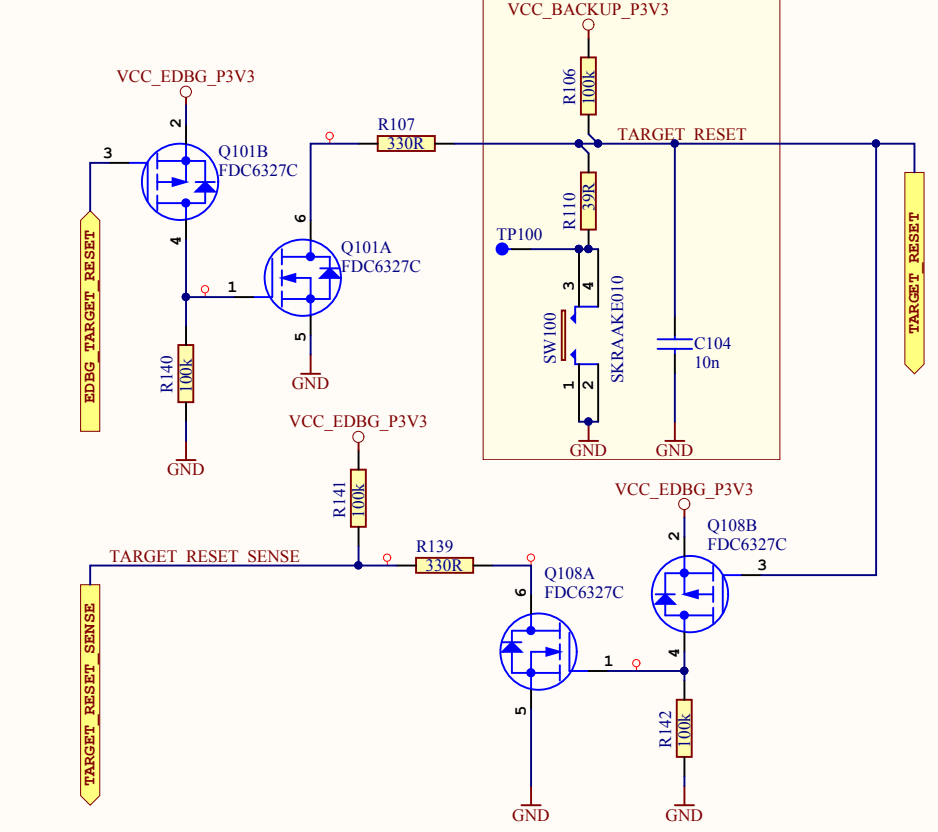 VCC_BACKUP_P3V3
R106
100k
VCC_EDBG_P3V3
2
3
Q101B
FDC6327C
4
R107
330R
TARGET_RESET
6
R110
39R
TP100
Q101A
FDC6327C
1
5
GND
3
4
SW100
SKRAAKE010
1
2
GND
C104
10n
GND
EDBG_TARGET_RESET
TARGET_RESET
R140
100k
GND
VCC_EDBG_P3V3
R141
100k
TARGET_RESET_SENSE
R139
330R
TARGET_RESET_SENSE
6
Q108A
FDC6327C
1
5
GND
VCC_EDBG_P3V3
2
Q108B
FDC6327C
3
4
R142
100k
GND